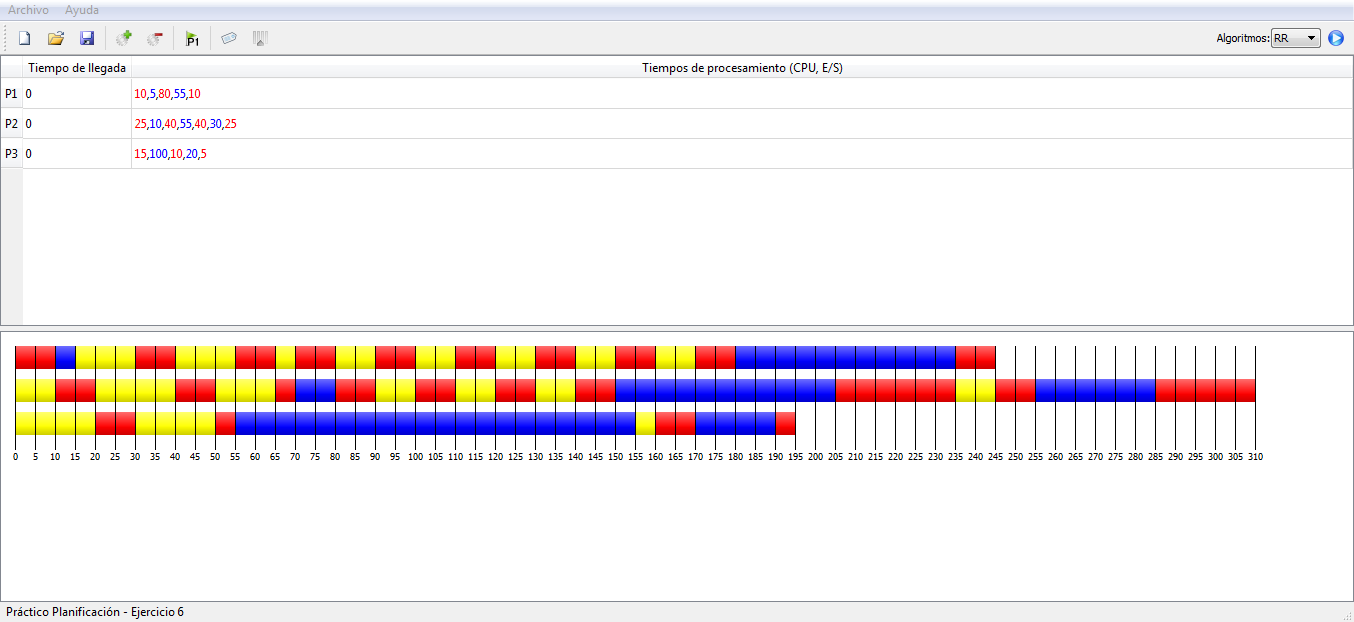 Archivo Ayuda
P1 Algoritmos: RR
Tiempo de llegada Tiempos de procesamiento (CPU, E/S)
P1 0 10,5,80,55,10
P2 0 25,10,40,55,40,30,25
P3 0 15,100,10,20,5
0 5 10 15 20 25 30 35 40 45 50 55 60 65 70 75 80 85 90 95 100 105 110 115 120 125 130 135 140 145 150 155 160 165 170 175 180 185 190 195 200 205 210 215 220 225 230 235 240 245 250 255 260 265 270 275 280 285 290 295 300 305 310
Práctico Planificación - Ejercicio 6